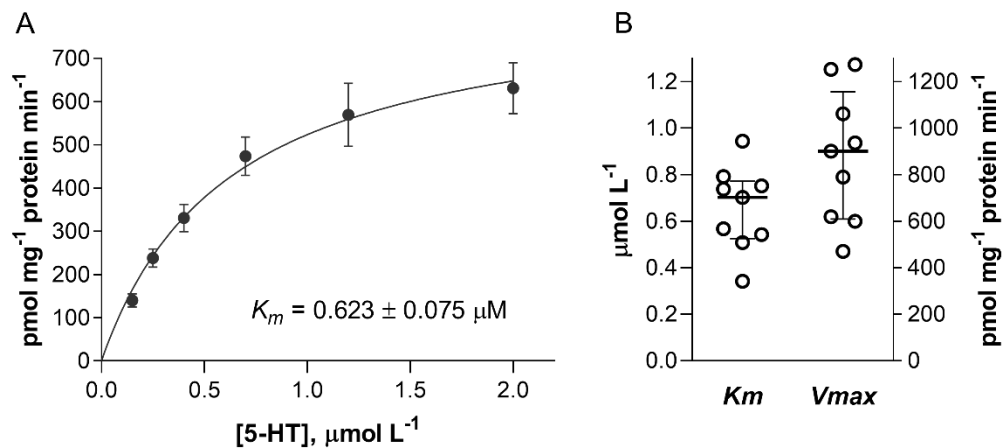 A
pmol mg⁻¹ protein min⁻¹
700
600
500
400
300
200
100
0
0.0 0.5 1.0 1.5 2.0
[5-HT], μmol L⁻¹
Km = 0.623 ± 0.075 μM
B
μmol L⁻¹
1.2
1.0
0.8
0.6
0.4
0.2
0.0
Km Vmax
1200
1000
800
600
400
200
0
pmol mg⁻¹ protein min⁻¹